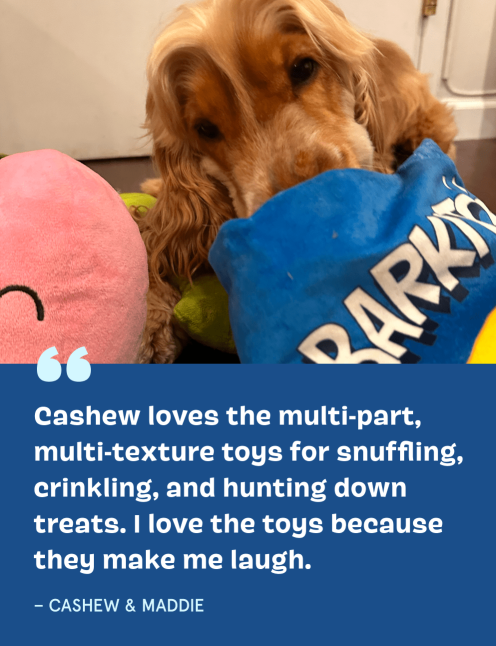 BARKTO
“
Cashew loves the multi-part,
multi-texture toys for snuffling,
crinkling, and hunting down
treats. I love the toys because
they make me laugh.
– CASHEW & MADDIE